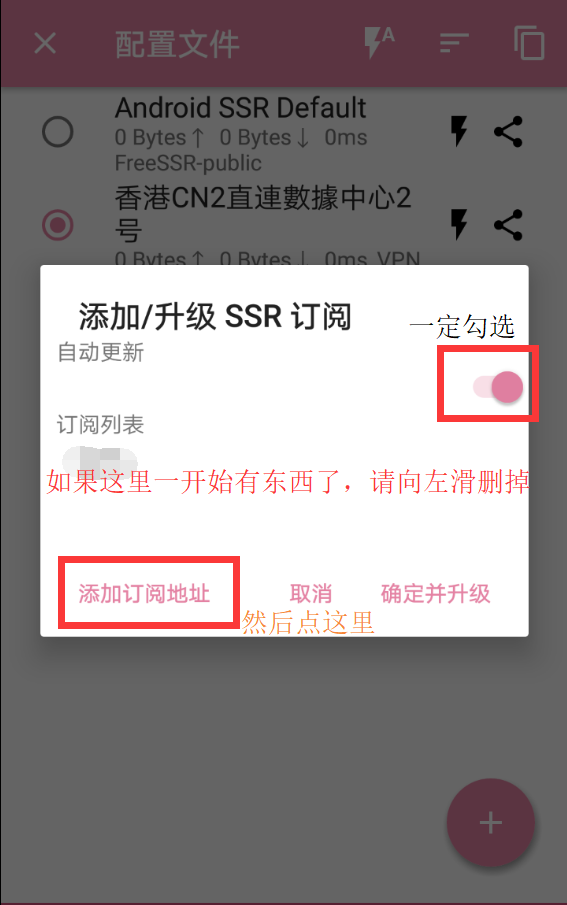 配置文件
A
Android SSR Default
0 Bytes↑ 0 Bytes↓ 0ms
FreeSSR-public
香港CN2直連數據中心2
号
0 Bytes↑ 0 Bytes↓ 0ms VPN
添加/升级 SSR 订阅
一定勾选
自动更新
订阅列表
如果这里一开始有东西了，请向左滑删掉
添加订阅地址
取消
确定并升级
然后点这里